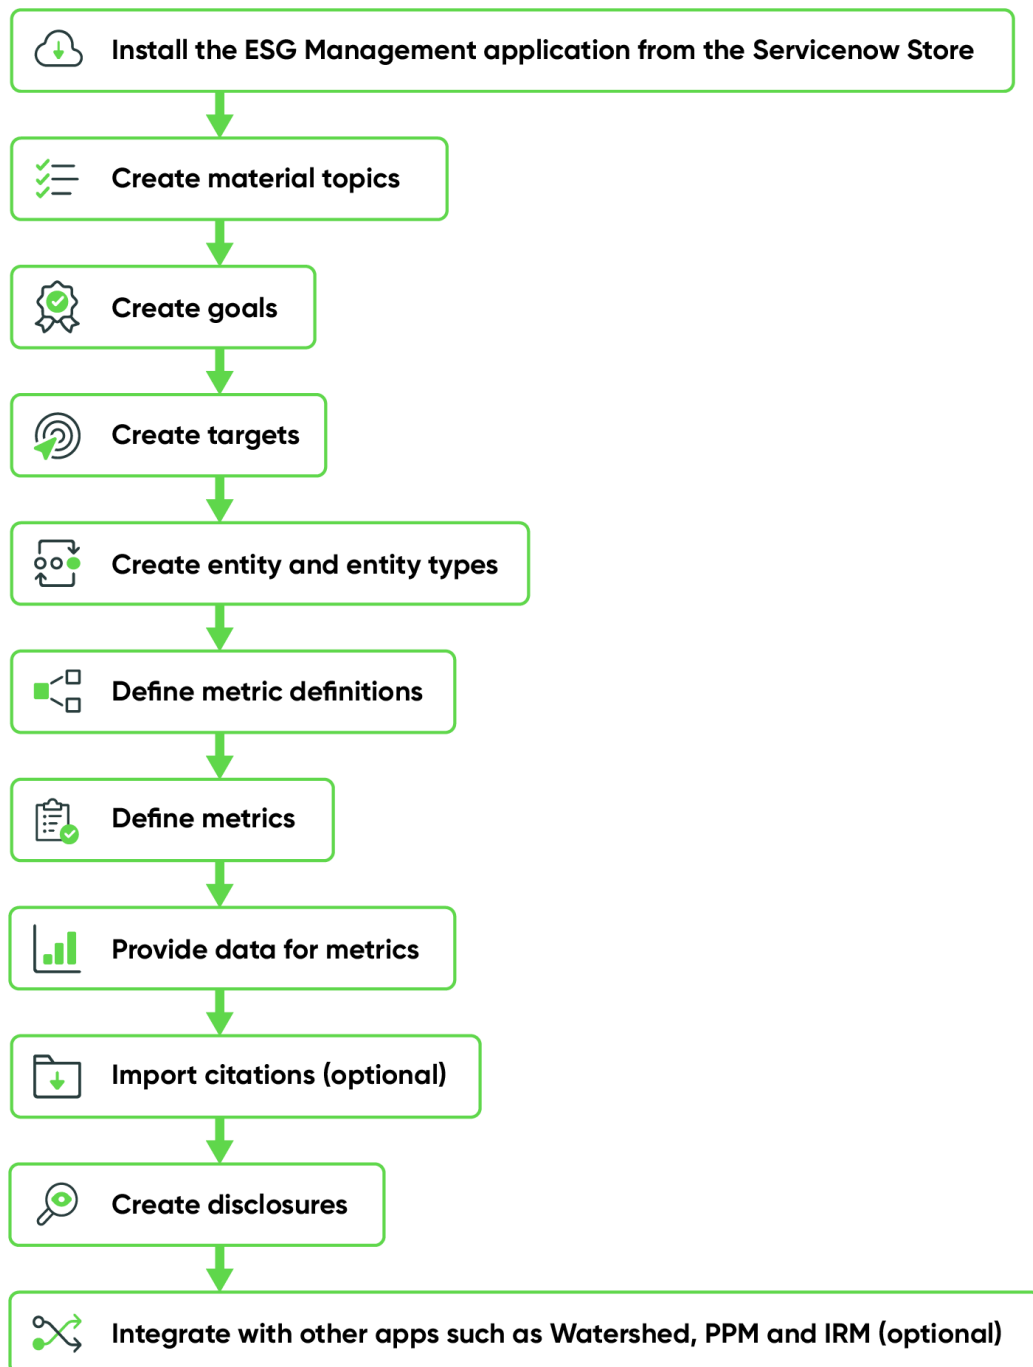 Install the ESG Management application from the Servicenow Store
Create material topics
Create goals
Create targets
Create entity and entity types
Define metric definitions
Define metrics
Provide data for metrics
Import citations (optional)
Create disclosures
Integrate with other apps such as Watershed, PPM and IRM (optional)